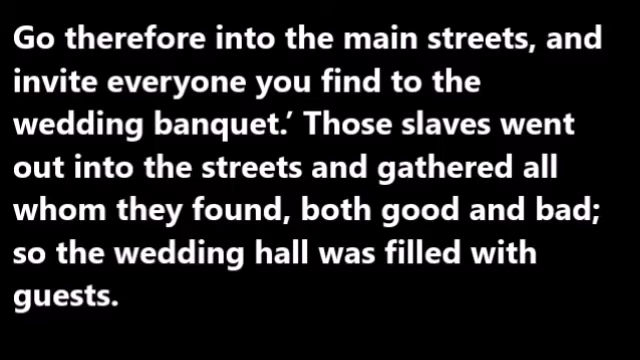 Go therefore into the main streets, and
invite everyone you find to the
wedding banquet.’ Those slaves went
out into the streets and gathered all
whom they found, both good and bad;
so the wedding hall was filled with
guests.